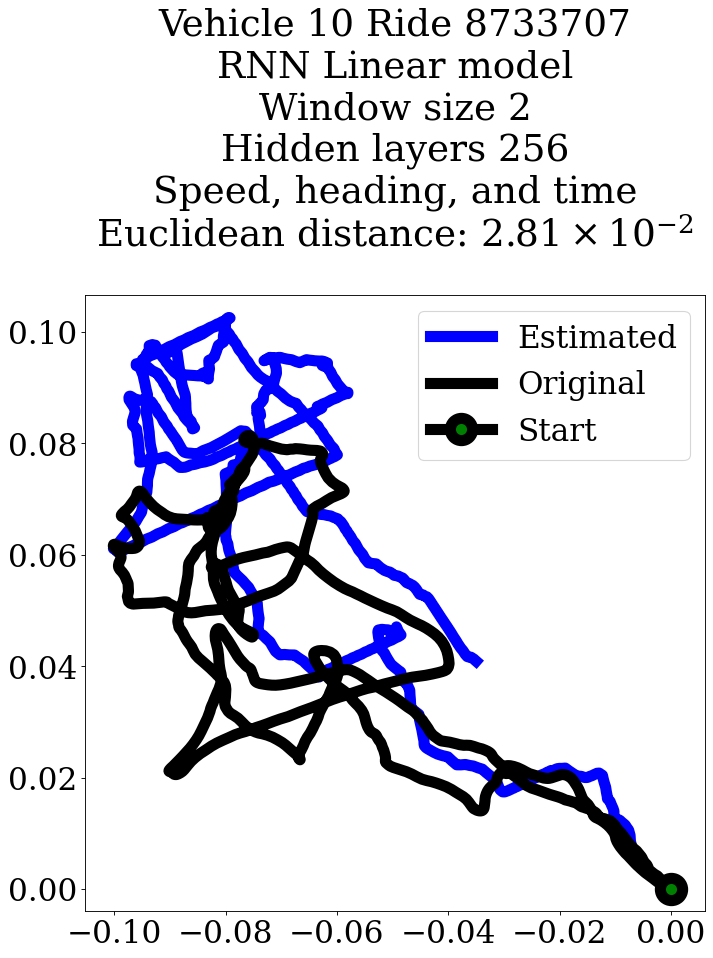 Vehicle 10 Ride 8733707
RNN Linear model
Window size 2
Hidden layers 256
Speed, heading, and time
Euclidean distance: 2.81 × 10⁻²
Estimated
Original
Start
0.10
0.08
0.06
0.04
0.02
0.00
−0.10 −0.08 −0.06 −0.04 −0.02 0.00